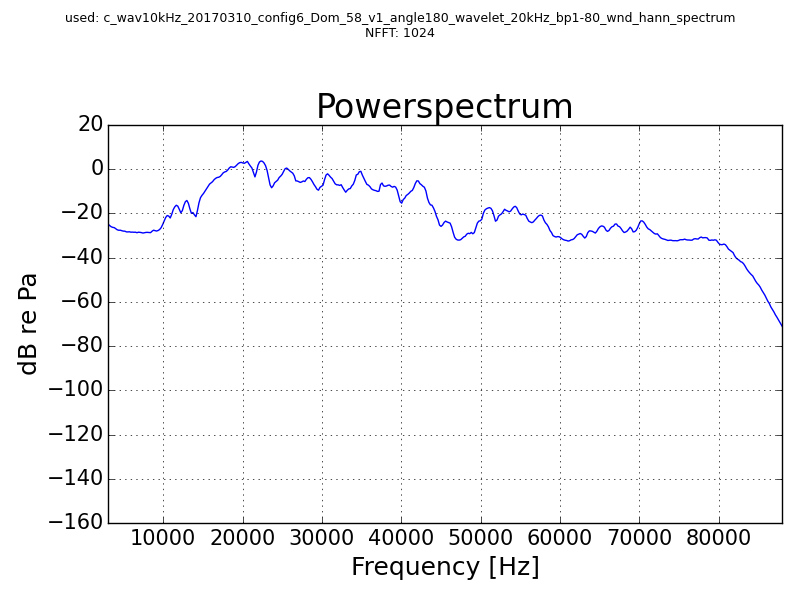 used: c_wav10kHz_20170310_config6_Dom_58_v1_angle180_wavelet_20kHz_bp1-80_wnd_hann_spectrum
NFFT: 1024
Powerspectrum
20
0
−20
−40
−60
−80
−100
−120
−140
−160
dB re Pa
10000 20000 30000 40000 50000 60000 70000 80000
Frequency [Hz]